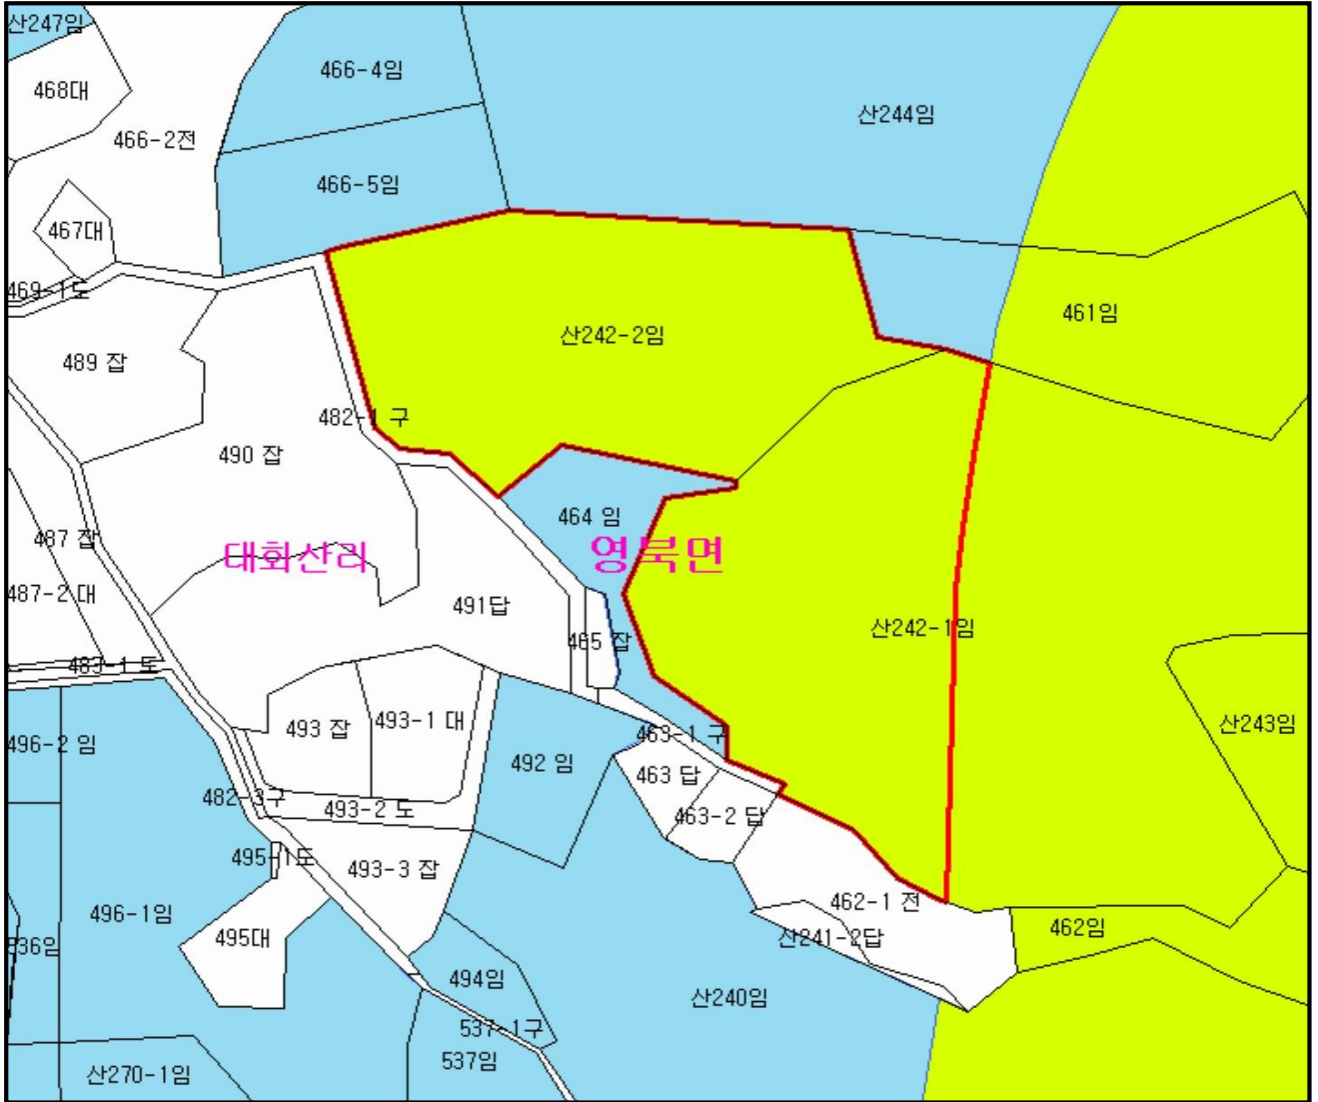 산247임
466-4임
468대
산244임
466-2전
466-5임
467대
469-1도
461임
산242-2임
489 잡
482-1 구
490 잡
464 임
487 잡
대회산리
영북면
487-2 대
491답
산242-1임
465 잡
483-1 도
493-1 대
산243임
493 잡
463-1 구
496-2 임
492 임
463 답
482-3구
493-2 도
463-2 답
495-1도
493-3 잡
462-1 전
496-1임
462임
495대
산241-2답
536임
494임
산240임
537-1구
537임
산270-1임